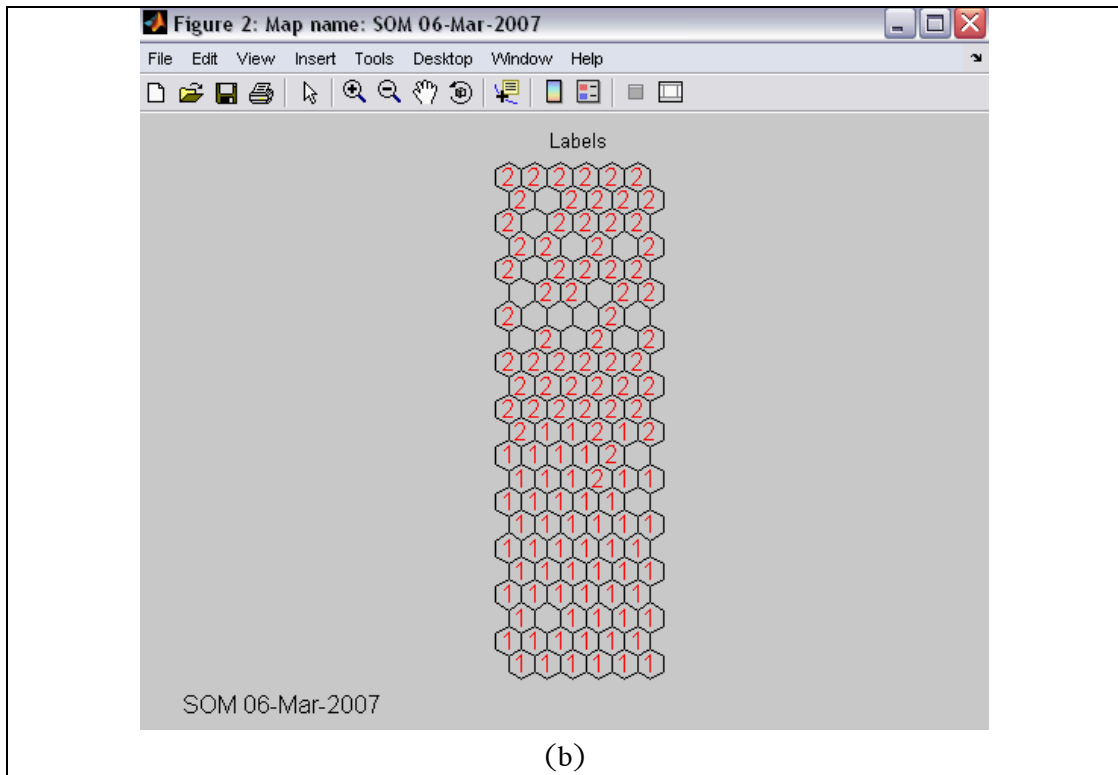 Figure 2: Map name: SOM 06-Mar-2007
File Edit View Insert Tools Desktop Window Help
Labels
2 2 2 2 2 2
2 2 2 2 2
2 2 2 2 2
2 2 2 2
2 2 2 2 2
2 2 2 2
2 2
2 2 2
2 2 2 2 2 2
2 2 2 2 2 2
2 2 2 2 2 2
2 1 1 2 1 2
1 1 1 1 2
1 1 1 2 1 1
1 1 1 1 1
1 1 1 1 1 1
1 1 1 1 1 1
1 1 1 1 1 1
1 1 1 1 1 1
1 1 1 1 1
1 1 1 1 1 1
1 1 1 1 1 1
SOM 06-Mar-2007
(b)